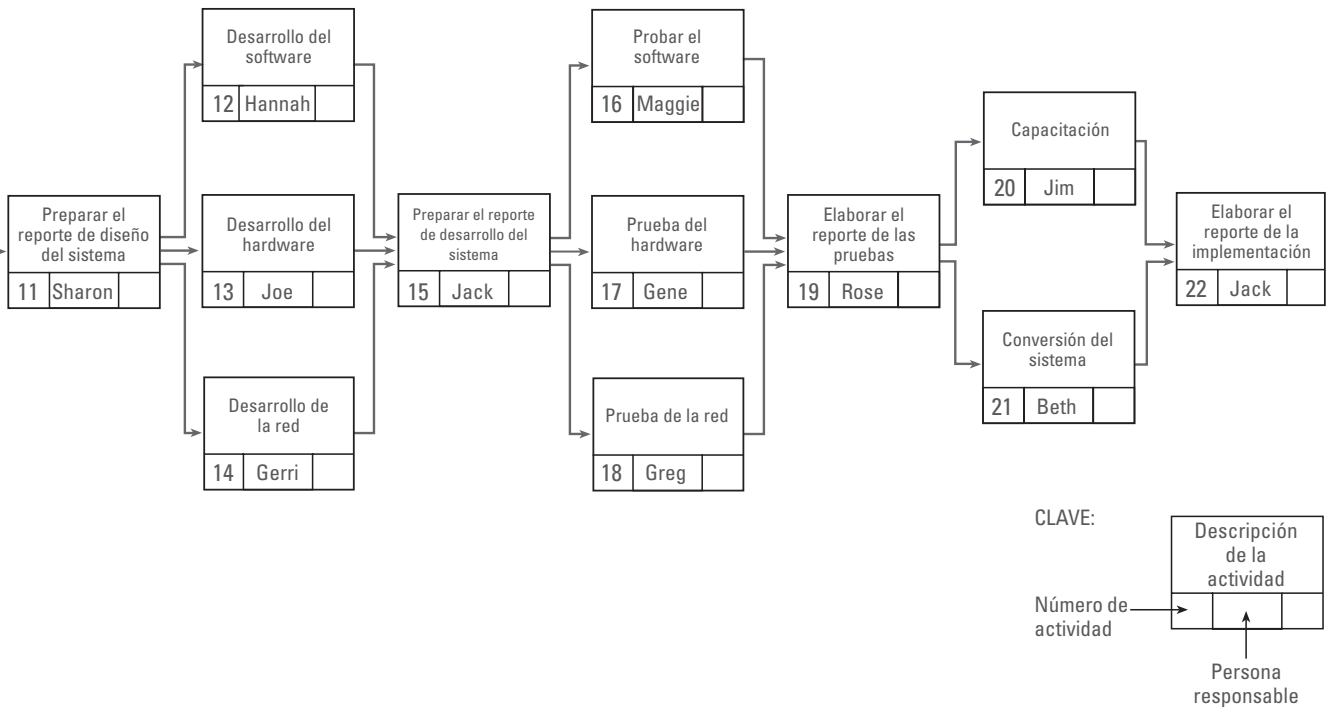 Desarrollo del
software
12 Hannah
Probar el
software
16 Maggie
Capacitación
20 Jim
Preparar el
reporte de diseño
del sistema
11 Sharon
Desarrollo del
hardware
13 Joe
Preparar el reporte
de desarrollo del
sistema
15 Jack
Prueba del
hardware
17 Gene
Elaborar el
reporte de las
pruebas
19 Rose
Elaborar el
reporte de la
implementación
22 Jack
Conversión del
sistema
21 Beth
Desarrollo de
la red
14 Gerri
Prueba de la red
18 Greg
CLAVE:
Descripción
de la
actividad
Número de
actividad
Persona
responsable